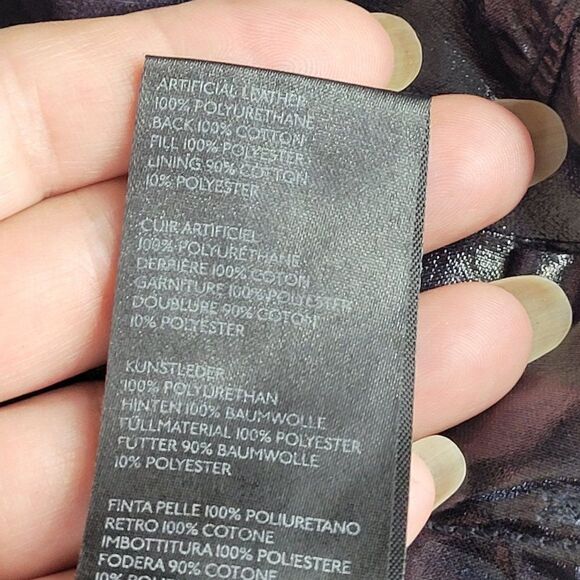 ARTIFICIAL LEATHER
100% POLYURETHANE
BACK 100% COTTON
FILL 100% POLYESTER
LINING 90% COTTON
10% POLYESTER
CUIR ARTIFICIEL
100% POLYURÉTHANE
DERRIÈRE 100% COTON
GARNITURE 100% POLYESTER
DOUBLURE 90% COTON
10% POLYESTER
KUNSTLEDER
100% POLYURETHAN
HINTEN 100% BAUMWOLLE
FÜLLMATERIAL 100% POLYESTER
FUTTER 90% BAUMWOLLE
10% POLYESTER
FINTA PELLE 100% POLIURETANO
RETRO 100% COTONE
IMBOTTITURA 100% POLIESTERE
FODERA 90% COTONE
10%